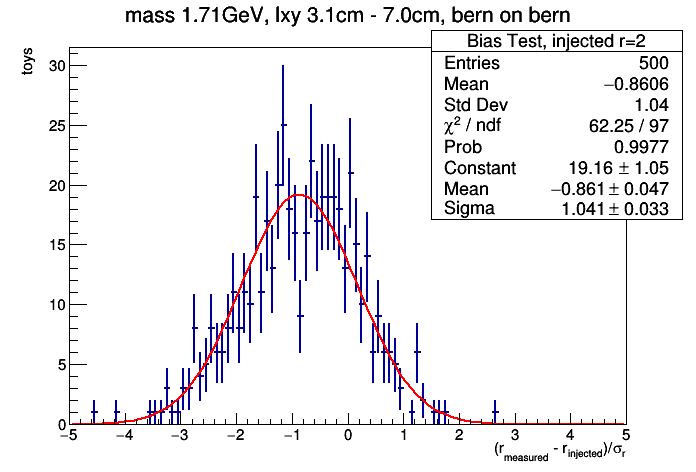 mass 1.71GeV, lxy 3.1cm - 7.0cm, bern on bern
Bias Test, injected r=2
Entries 500
Mean −0.8606
Std Dev 1.04
χ² / ndf 62.25 / 97
Prob 0.9977
Constant 19.16 ± 1.05
Mean −0.861 ± 0.047
Sigma 1.041 ± 0.033
toys
30
25
20
15
10
5
0
−5 −4 −3 −2 −1 0 1 2 3 4 5
(r_measured - r_injected)/σ_r